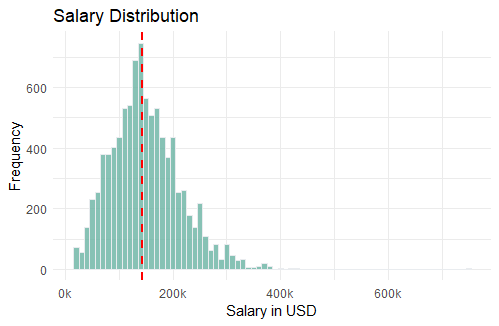 Salary Distribution
Frequency
600
400
200
0
0k 200k 400k 600k
Salary in USD